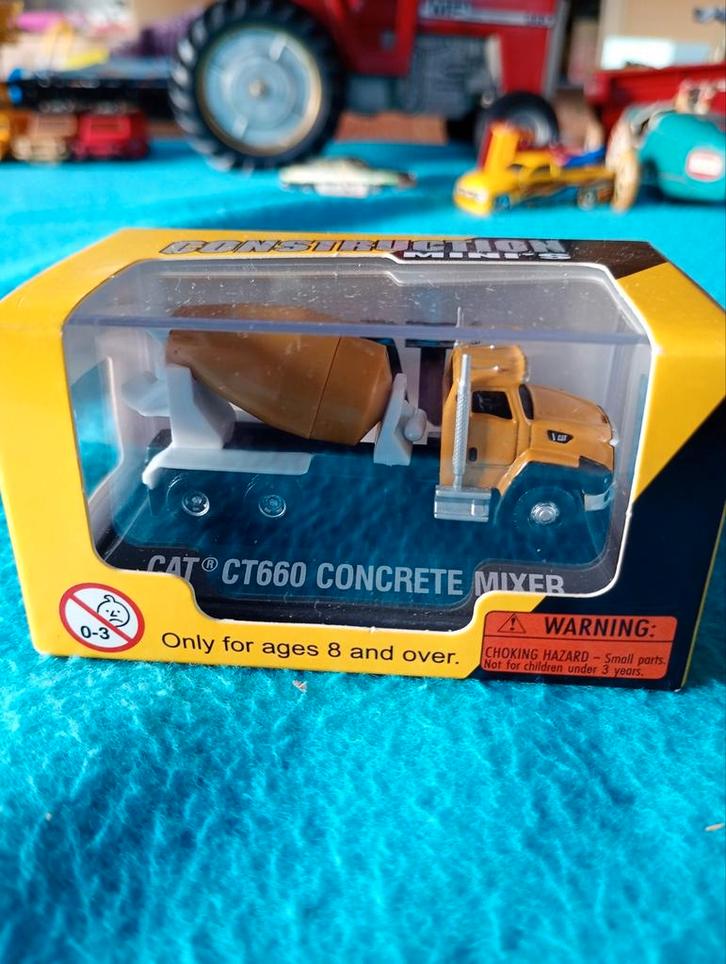 CONSTRUCTION
MINI'S
CAT
CAT® CT660 CONCRETE MIXER
0-3
Only for ages 8 and over.
WARNING:
CHOKING HAZARD – Small parts.
Not for children under 3 years.